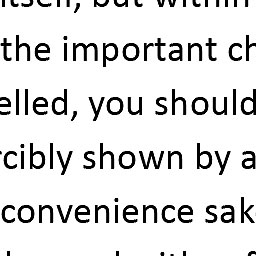 itself, but within
the important ch
elled, you should
rcibly shown by a
convenience sak